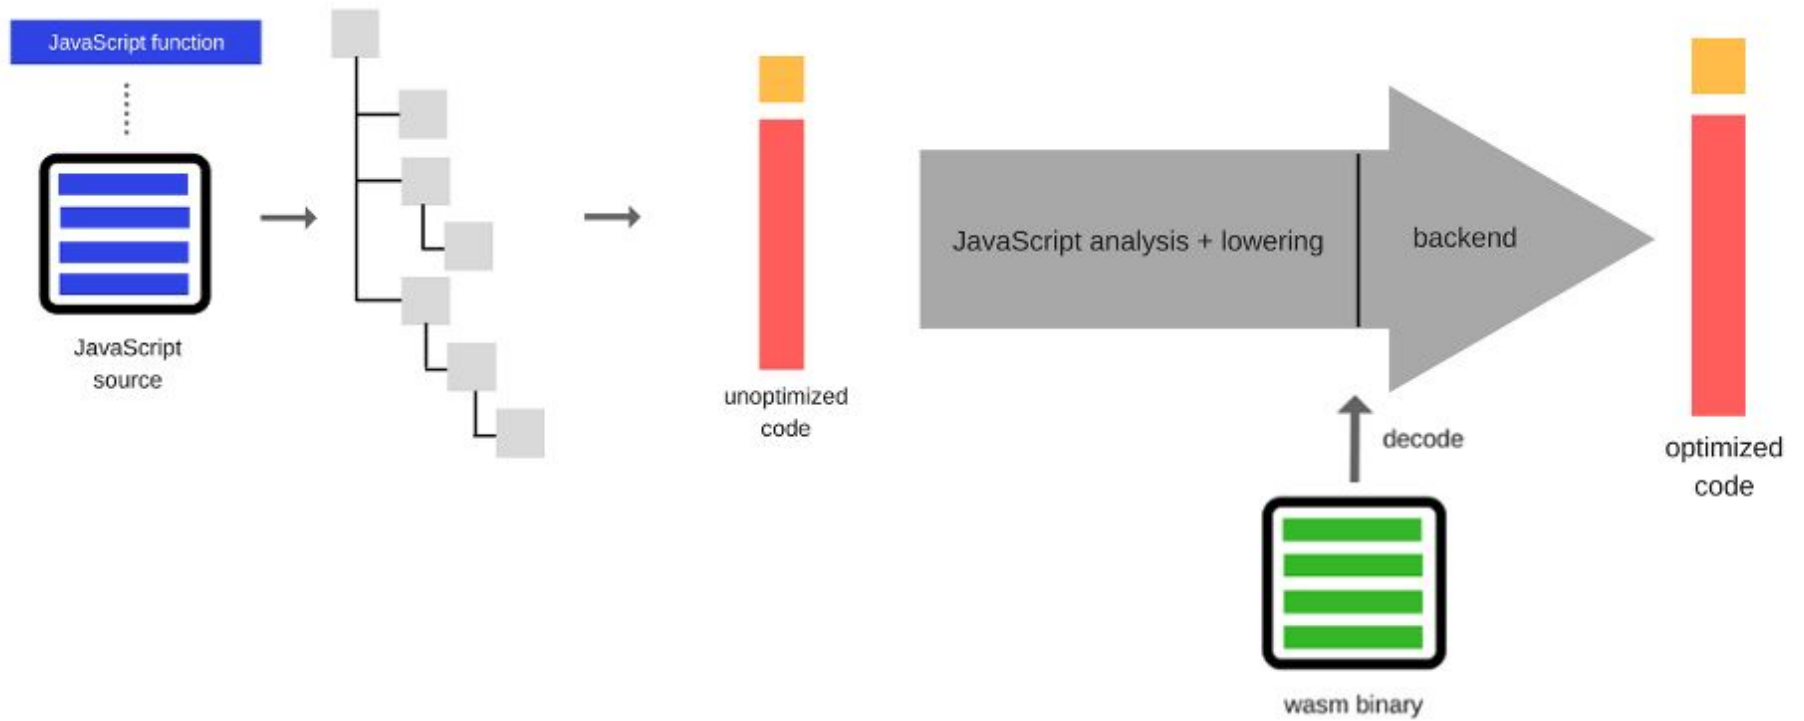 JavaScript function
JavaScript
source
unoptimized
code
JavaScript analysis + lowering
backend
decode
optimized
code
wasm binary